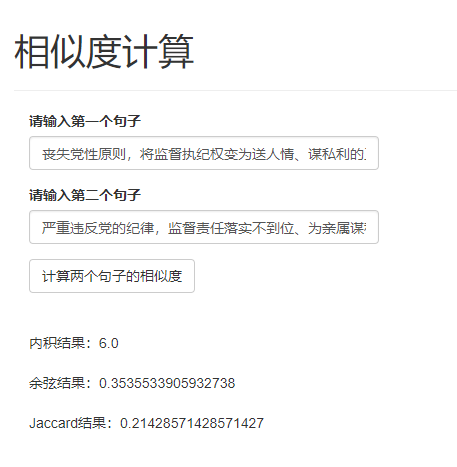 相似度计算
请输入第一个句子
丧失党性原则，将监督执纪权变为送人情、谋私利的
请输入第二个句子
严重违反党的纪律，监督责任落实不到位、为亲属谋
计算两个句子的相似度
内积结果：6.0
余弦结果：0.3535533905932738
Jaccard结果：0.21428571428571427